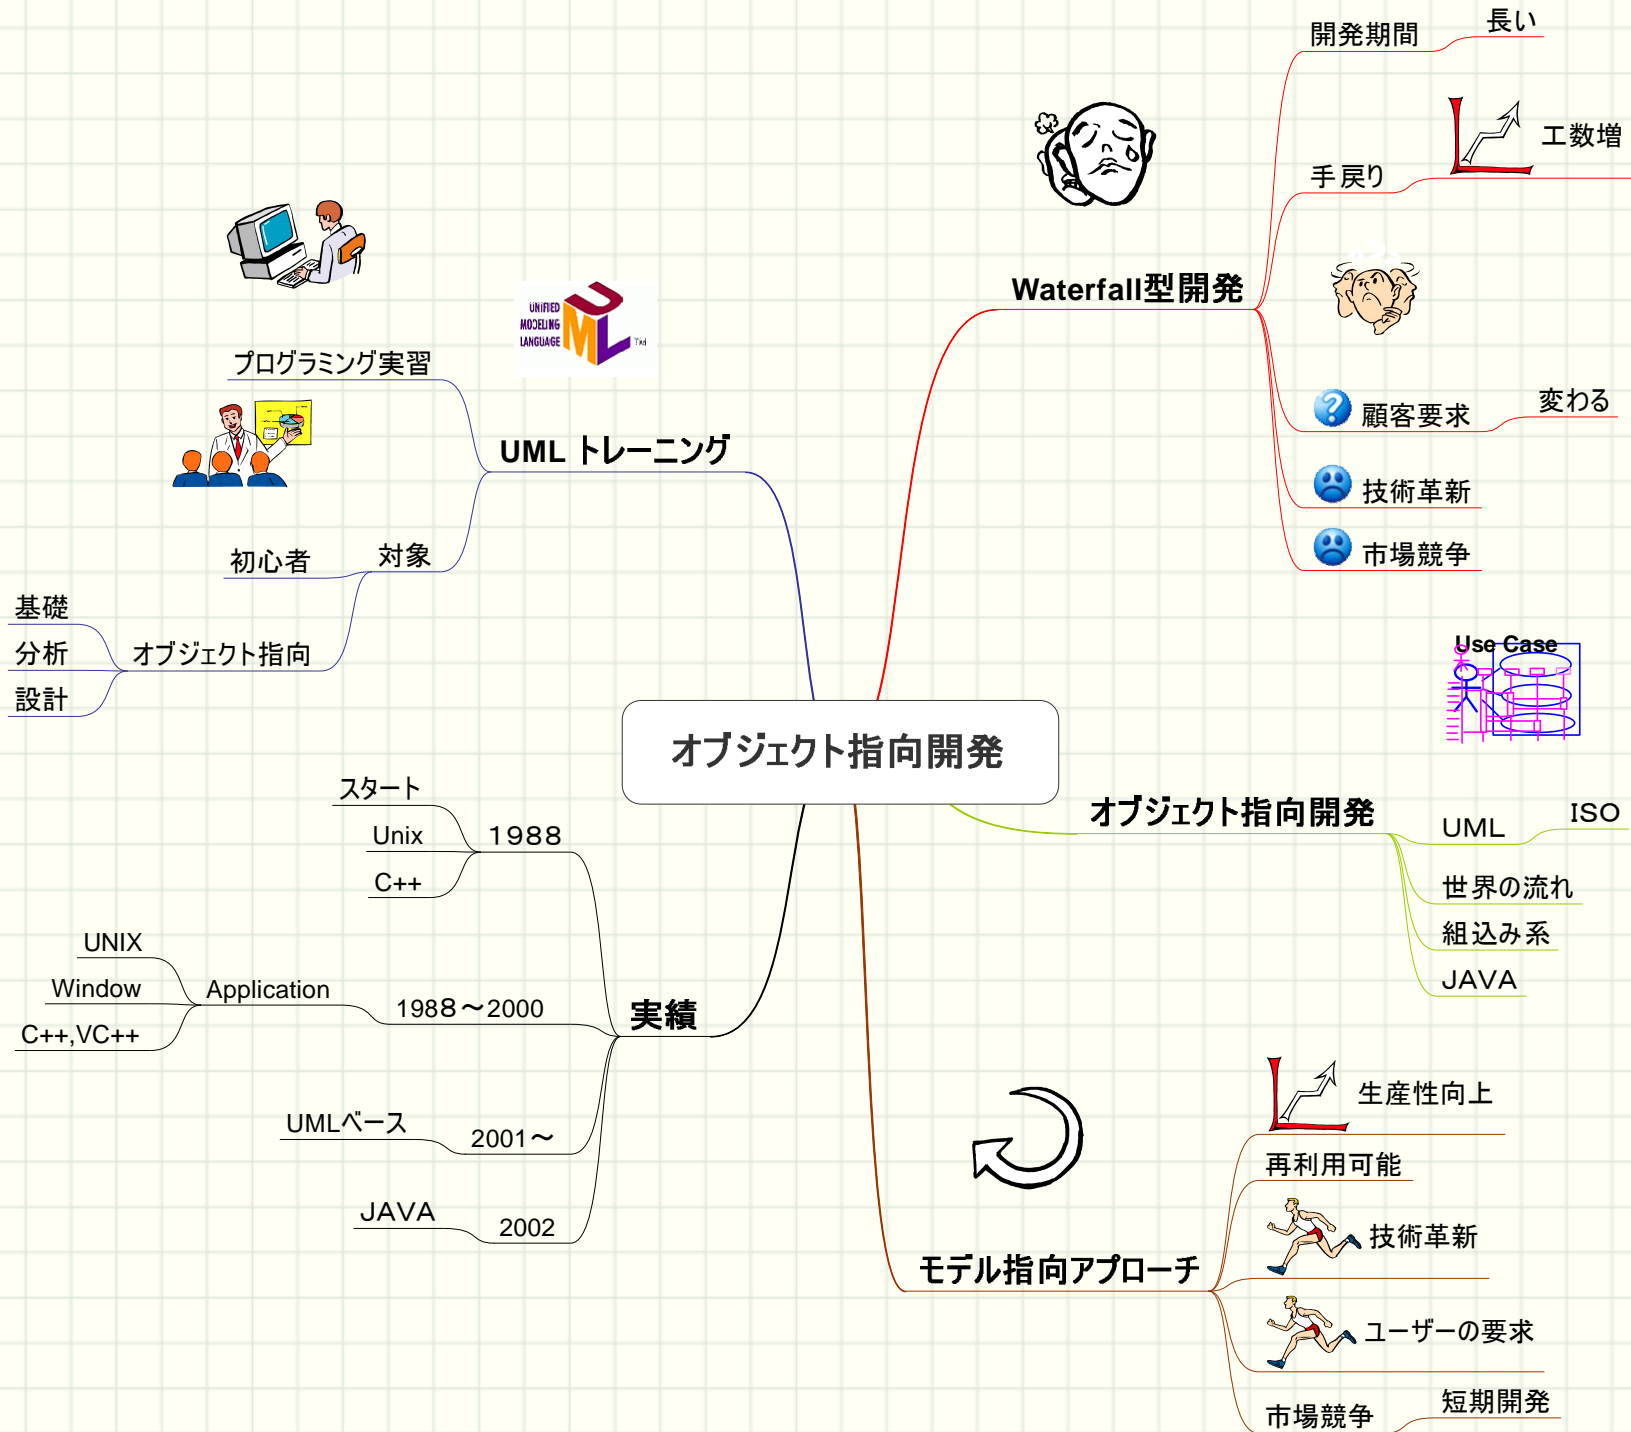 オブジェクト指向開発
Waterfall型開発
開発期間
長い
手戻り
工数増
顧客要求
変わる
技術革新
市場競争
Use Case
オブジェクト指向開発
UML
ISO
世界の流れ
組込み系
JAVA
モデル指向アプローチ
生産性向上
再利用可能
技術革新
ユーザーの要求
市場競争
短期開発
UNIFIED
MODELING
LANGUAGE
UML
TM
UML トレーニング
プログラミング実習
対象
初心者
オブジェクト指向
基礎
分析
設計
実績
1988
スタート
Unix
C++
1988～2000
Application
UNIX
Window
C++,VC++
2001～
UMLベース
2002
JAVA